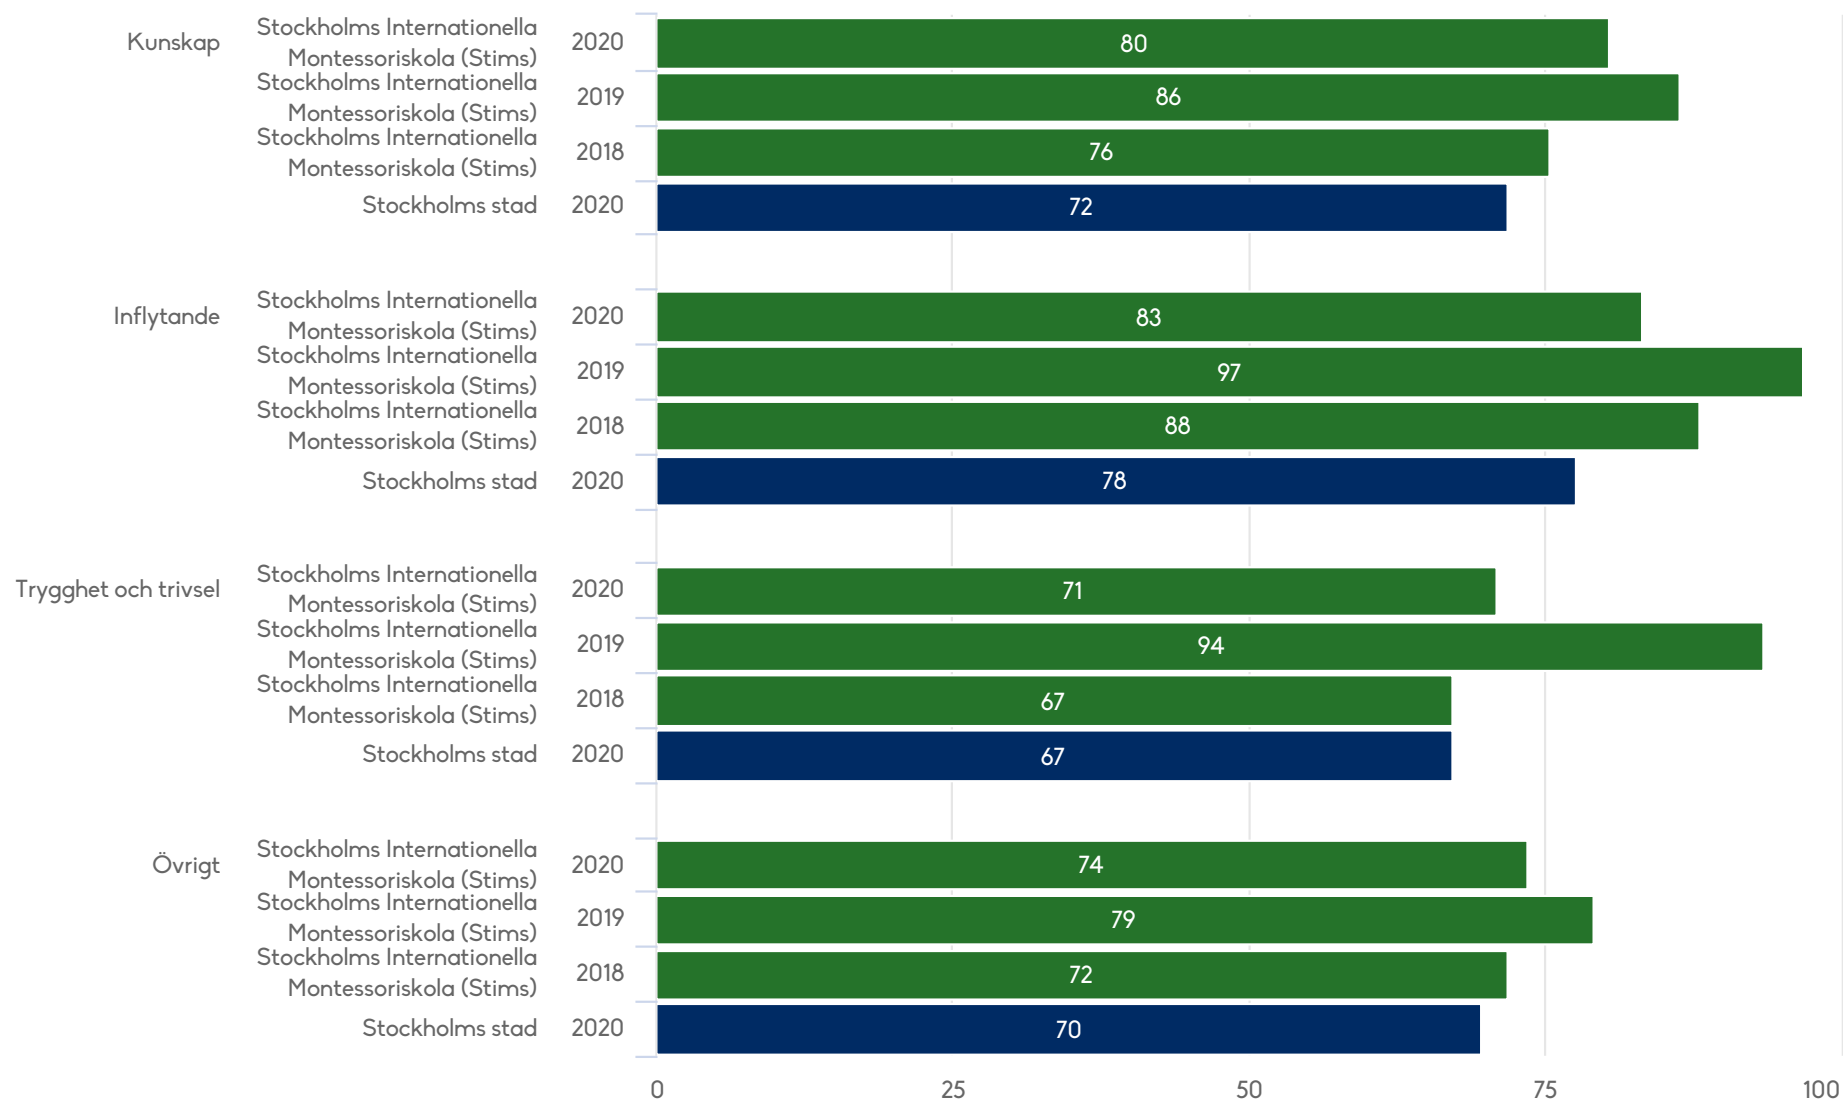 Kunskap
Stockholms Internationella
Montessoriskola (Stims)
2020
80
Stockholms Internationella
Montessoriskola (Stims)
2019
86
Stockholms Internationella
Montessoriskola (Stims)
2018
76
Stockholms stad
2020
72
Inflytande
Stockholms Internationella
Montessoriskola (Stims)
2020
83
Stockholms Internationella
Montessoriskola (Stims)
2019
97
Stockholms Internationella
Montessoriskola (Stims)
2018
88
Stockholms stad
2020
78
Trygghet och trivsel
Stockholms Internationella
Montessoriskola (Stims)
2020
71
Stockholms Internationella
Montessoriskola (Stims)
2019
94
Stockholms Internationella
Montessoriskola (Stims)
2018
67
Stockholms stad
2020
67
Övrigt
Stockholms Internationella
Montessoriskola (Stims)
2020
74
Stockholms Internationella
Montessoriskola (Stims)
2019
79
Stockholms Internationella
Montessoriskola (Stims)
2018
72
Stockholms stad
2020
70
0 25 50 75 100